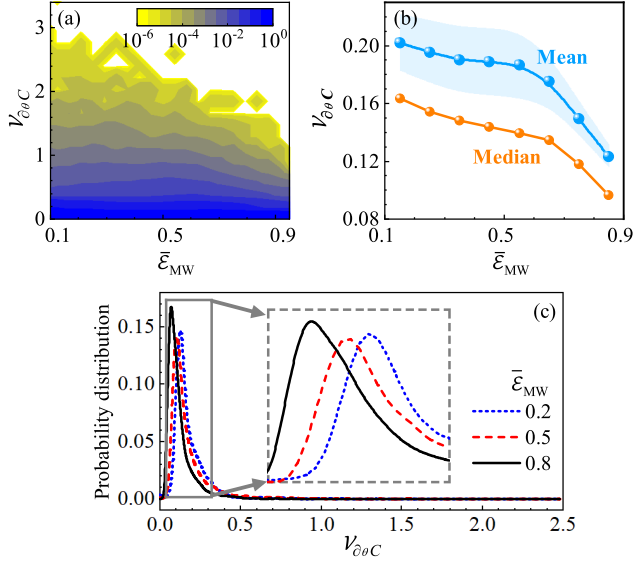 (a)
10⁻⁶ 10⁻⁴ 10⁻² 10⁰
3
2
1
0
𝒱∂θC
0.1 0.5 0.9
ε̅MW
(b)
0.20
0.16
0.12
0.08
𝒱∂θC
Mean
Median
0.1 0.5 0.9
ε̅MW
(c)
0.15
0.10
0.05
0.00
Probability distribution
ε̅MW
0.2
0.5
0.8
0.0 0.5 1.0 1.5 2.0 2.5
𝒱∂θC